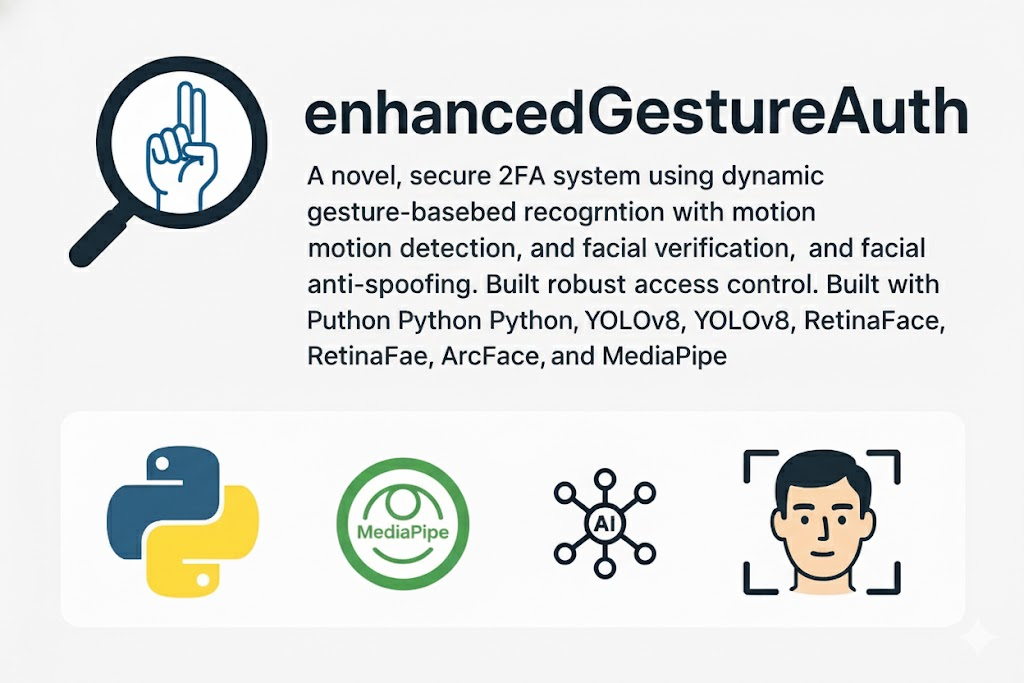 enhancedGestureAuth
A novel, secure 2FA system using dynamic
gesture-basebed recogrntion with motion
motion detection, and facial verification, and facial
anti-spoofing. Built robust access control. Built with
Puthon Python Python, YOLOv8, YOLOv8, RetinaFace,
RetinaFae, ArcFace, and MediaPipe
MediaPipe
AI